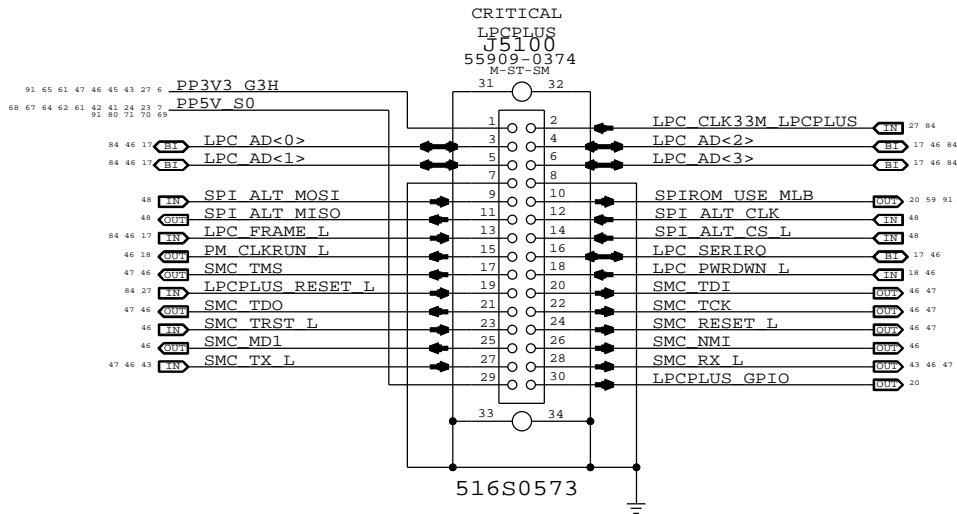 CRITICAL
LPCPLUS
J5100
55909-0374
M-ST-SM
31 32
91 65 61 47 46 45 43 27 6 PP3V3_G3H
68 67 64 62 61 42 41 24 23 7 PP5V_S0
91 80 71 70 69
1 2 LPC_CLK33M_LPCPLUS IN 27 84
84 46 17 BI LPC_AD<0> 3 4 LPC_AD<2> BI 17 46 84
84 46 17 BI LPC_AD<1> 5 6 LPC_AD<3> BI 17 46 84
7 8
48 IN SPI_ALT_MOSI 9 10 SPIROM_USE_MLB OUT 20 59 91
48 OUT SPI_ALT_MISO 11 12 SPI_ALT_CLK IN 48
84 46 17 IN LPC_FRAME_L 13 14 SPI_ALT_CS_L IN 48
46 18 OUT PM_CLKRUN_L 15 16 LPC_SERIRQ BI 17 46
47 46 OUT SMC_TMS 17 18 LPC_PWRDWN_L IN 18 46
84 27 IN LPCPLUS_RESET_L 19 20 SMC_TDI OUT 46 47
47 46 OUT SMC_TDO 21 22 SMC_TCK OUT 46 47
46 IN SMC_TRST_L 23 24 SMC_RESET_L OUT 46 47
46 OUT SMC_MD1 25 26 SMC_NMI OUT 46
47 46 43 IN SMC_TX_L 27 28 SMC_RX_L OUT 43 46 47
29 30 LPCPLUS_GPIO OUT 20
33 34
516S0573